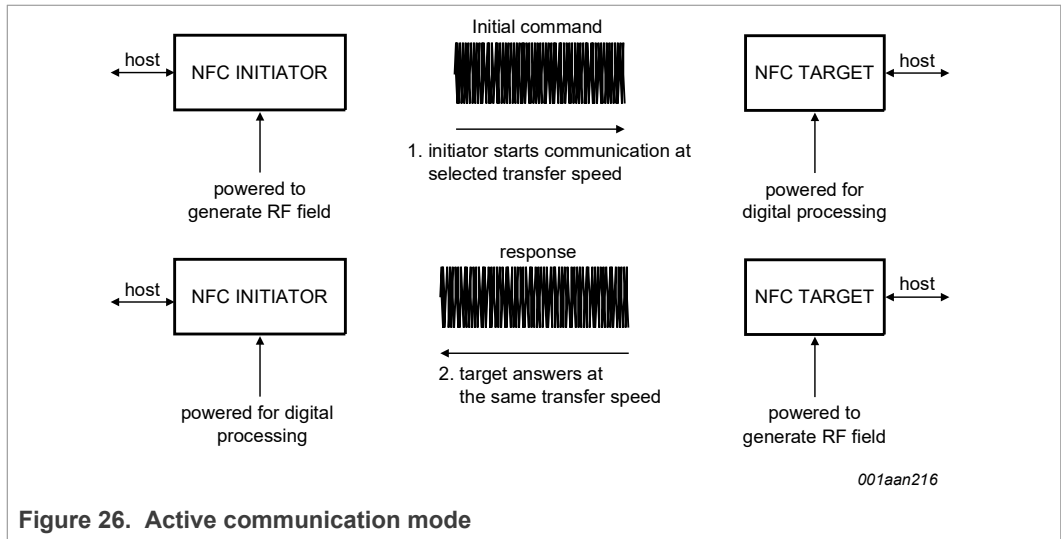 Initial command
host
NFC INITIATOR
NFC TARGET
host
1. initiator starts communication at
selected transfer speed
powered to
generate RF field
powered for
digital processing
response
host
NFC INITIATOR
NFC TARGET
host
2. target answers at
the same transfer speed
powered for digital
processing
powered to
generate RF field
001aan216
Figure 26. Active communication mode